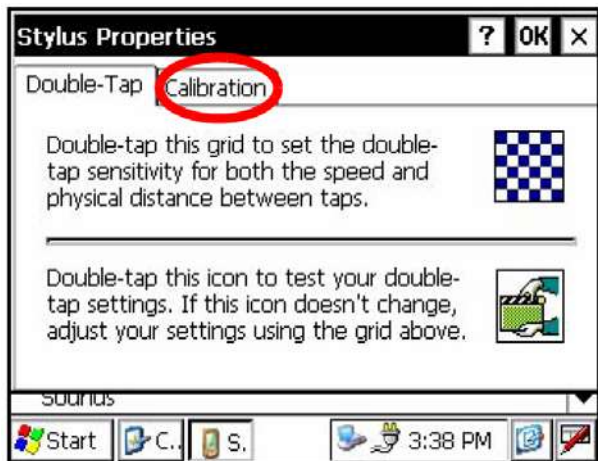 Stylus Properties ? OK ×
Double-Tap Calibration
Double-tap this grid to set the double-
tap sensitivity for both the speed and
physical distance between taps.
Double-tap this icon to test your double-
tap settings. If this icon doesn't change,
adjust your settings using the grid above.
Sounds
Start C.. S. 3:38 PM